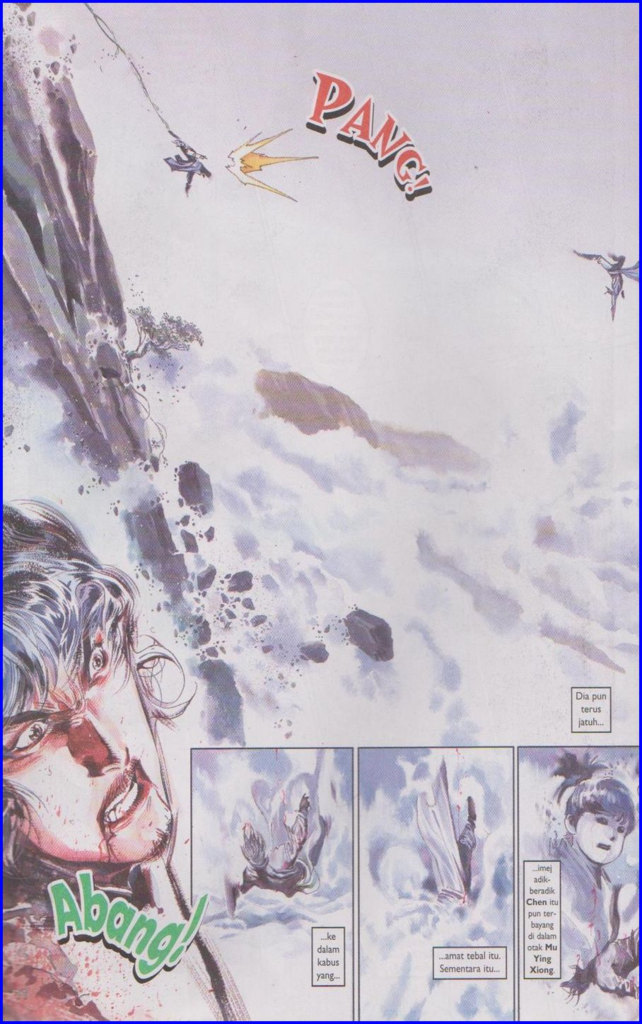 PANG!
Dia pun
terus
jatuh...
Abang!
...ke
dalam
kabus
yang...
...amat tebal itu.
Sementara itu...
...imej
adik-
beradik
Chen itu
pun ter-
bayang
di dalam
otak Mu
Ying
Xiong.